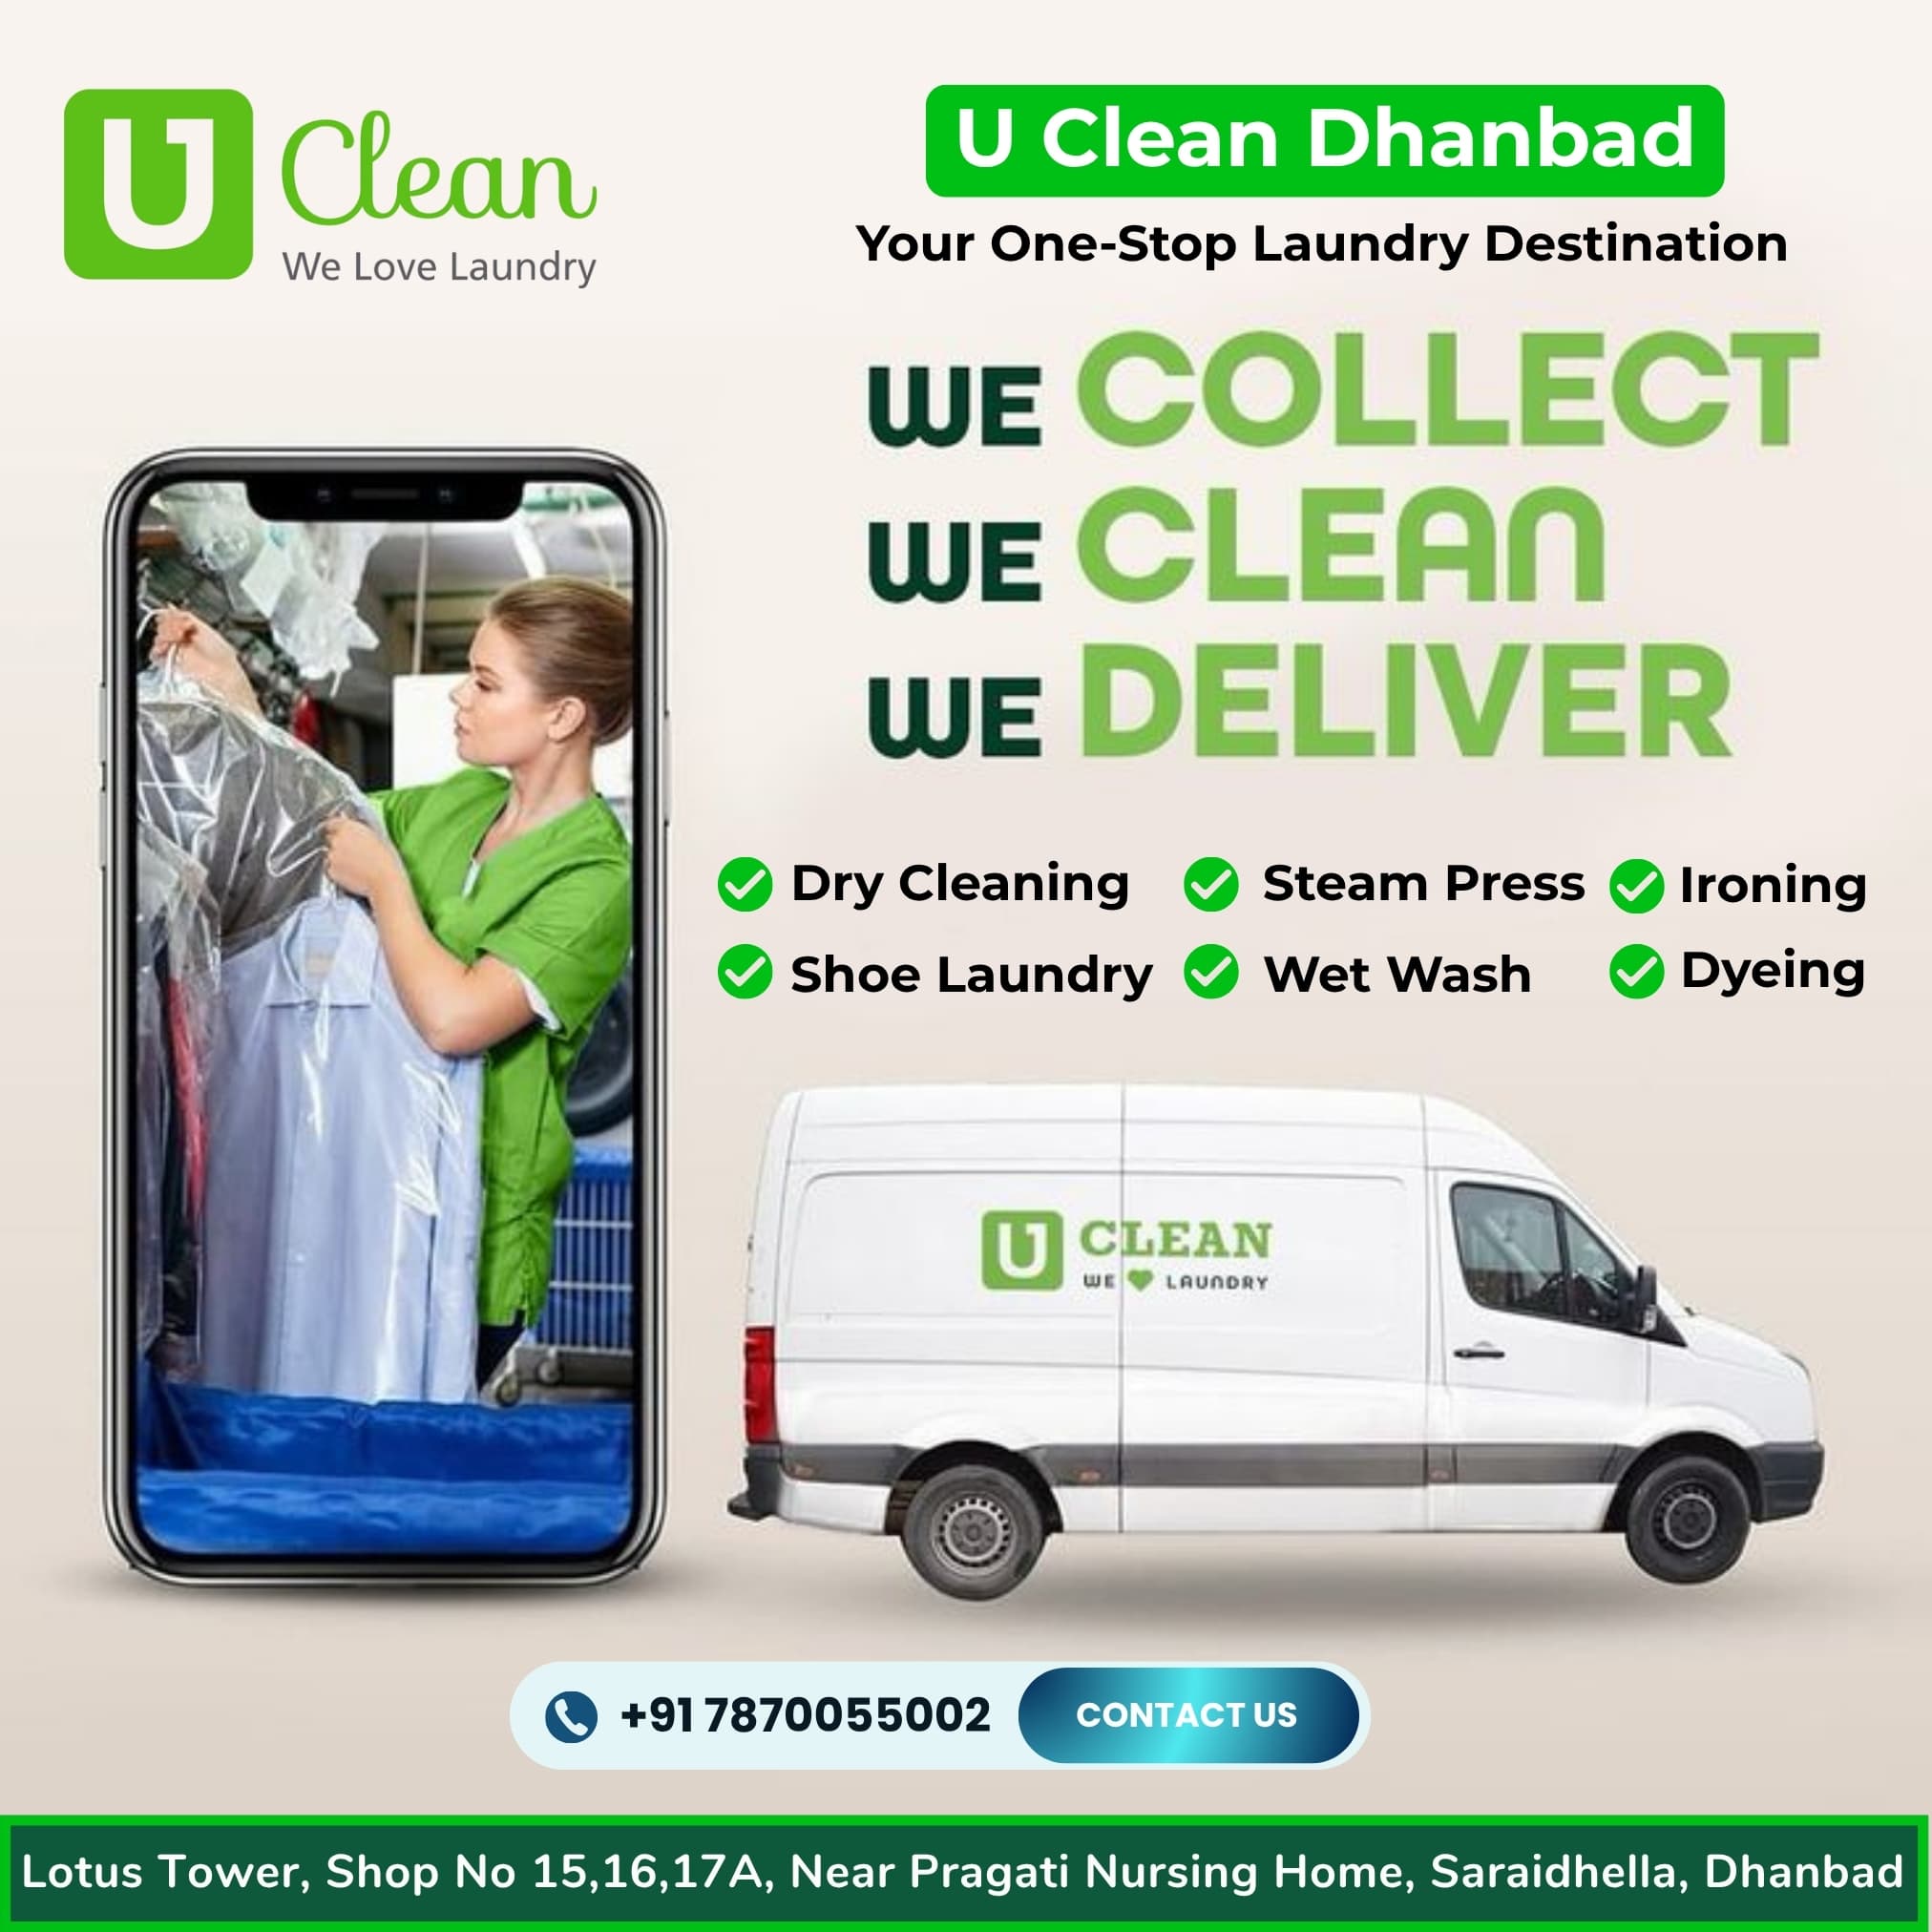 U Clean
We Love Laundry
U Clean Dhanbad
Your One-Stop Laundry Destination
WE COLLECT
WE CLEAN
WE DELIVER
Dry Cleaning Steam Press Ironing
Shoe Laundry Wet Wash Dyeing
U CLEAN
WE LAUNDRY
+91 7870055002 CONTACT US
Lotus Tower, Shop No 15,16,17A, Near Pragati Nursing Home, Saraidhella, Dhanbad